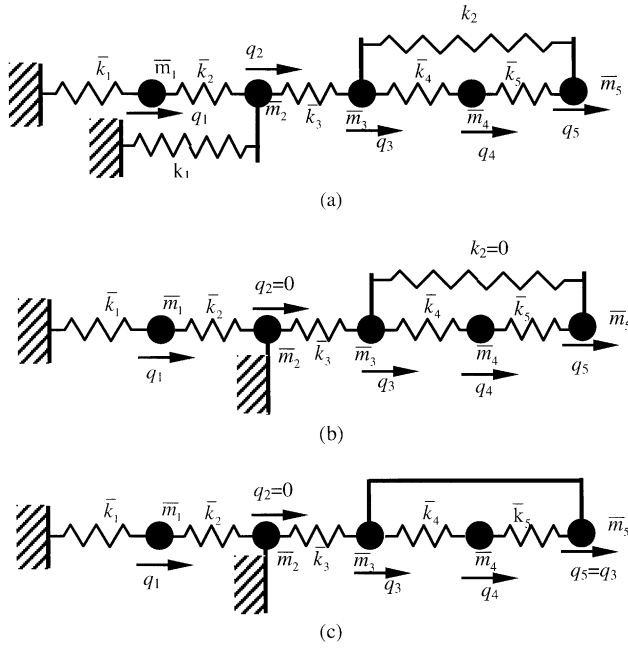 k₂
q₂
k̄₁ m̄₁ k̄₂ k̄₄ k̄₅ m̄₅
q₁ m̄₂ k̄₃ m̄₃ q₃ m̄₄ q₅
k₁ q₄
(a)
k₂=0
q₂=0
k̄₁ m̄₁ k̄₂ k̄₄ k̄₅ m̄₅
m̄₂ k̄₃ m̄₃ m̄₄
q₁ q₃ q₄ q₅
(b)
q₂=0
k̄₁ m̄₁ k̄₂ k̄₄ k̄₅ m̄₅
m̄₂ k̄₃ m̄₃ m̄₄
q₁ q₃ q₄ q₅=q₃
(c)